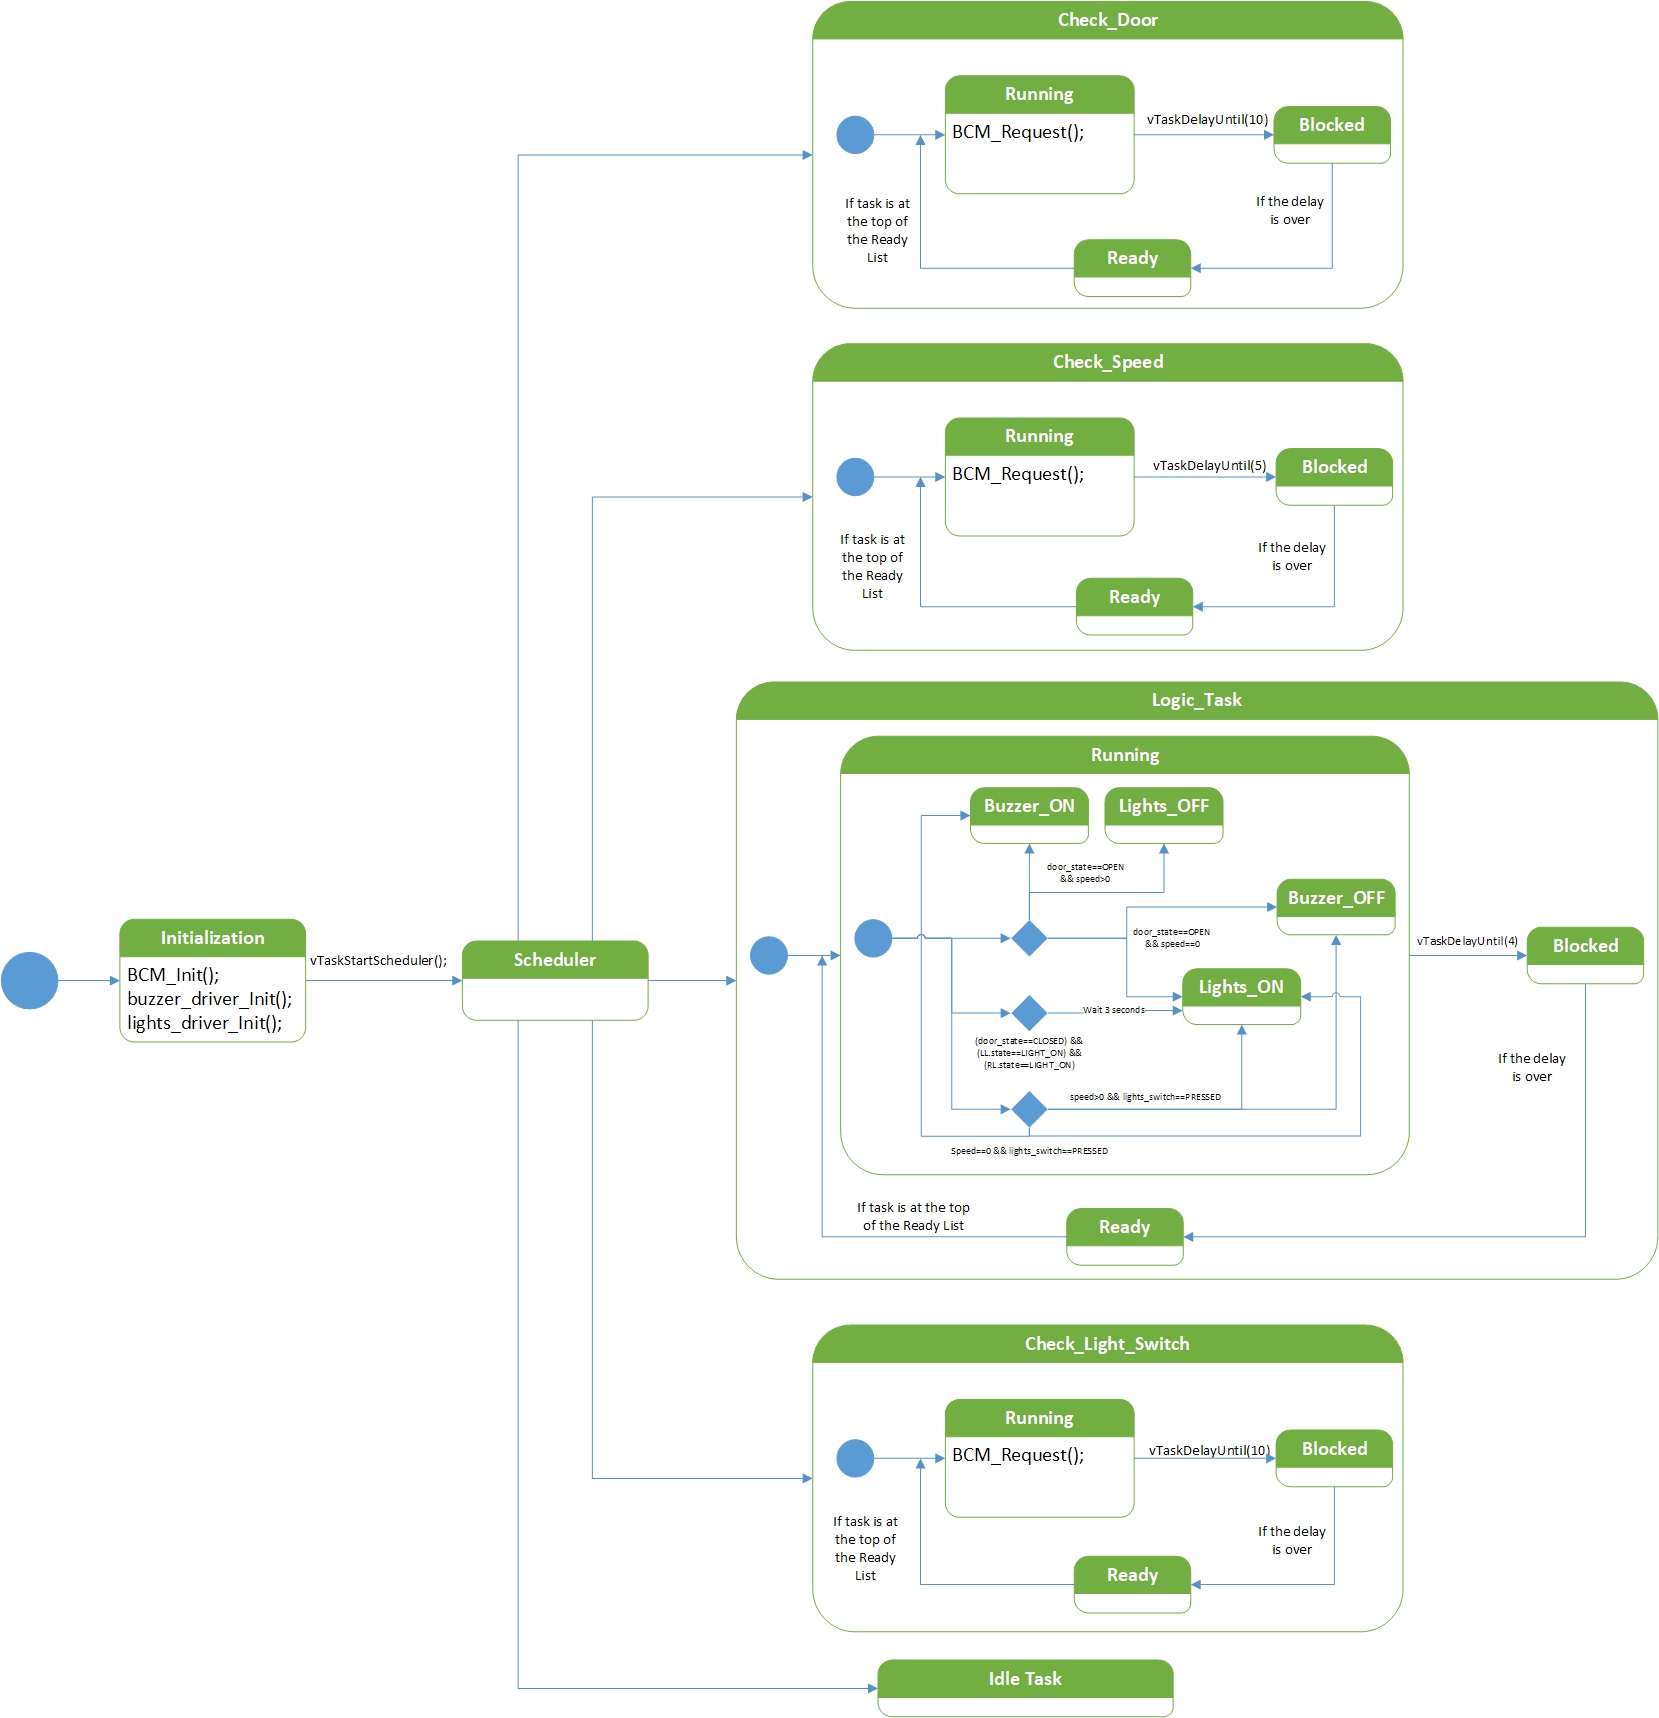 Check_Door
Running
BCM_Request();
vTaskDelayUntil(10)
Blocked
If task is at
the top of
the Ready
List
If the delay
is over
Ready
Check_Speed
Running
BCM_Request();
vTaskDelayUntil(5)
Blocked
If task is at
the top of
the Ready
List
If the delay
is over
Ready
Initialization
BCM_Init();
buzzer_driver_Init();
lights_driver_Init();
vTaskStartScheduler();
Scheduler
Logic_Task
Running
Buzzer_ON
Lights_OFF
door_state==OPEN
&& speed>0
Buzzer_OFF
door_state==OPEN
&& speed==0
Lights_ON
Wait 3 seconds
(door_state==CLOSED) &&
(LL.state==LIGHT_ON) &&
(RL.state==LIGHT_ON)
speed>0 && lights_switch==PRESSED
Speed==0 && lights_switch==PRESSED
vTaskDelayUntil(4)
Blocked
If the delay
is over
If task is at the top
of the Ready List
Ready
Check_Light_Switch
Running
BCM_Request();
vTaskDelayUntil(10)
Blocked
If task is at
the top of
the Ready
List
If the delay
is over
Ready
Idle Task